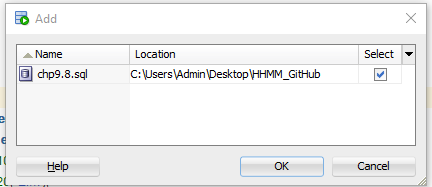 Add
Name Location Select
chp9.8.sql C:\Users\Admin\Desktop\HHMM_GitHub
Help OK Cancel